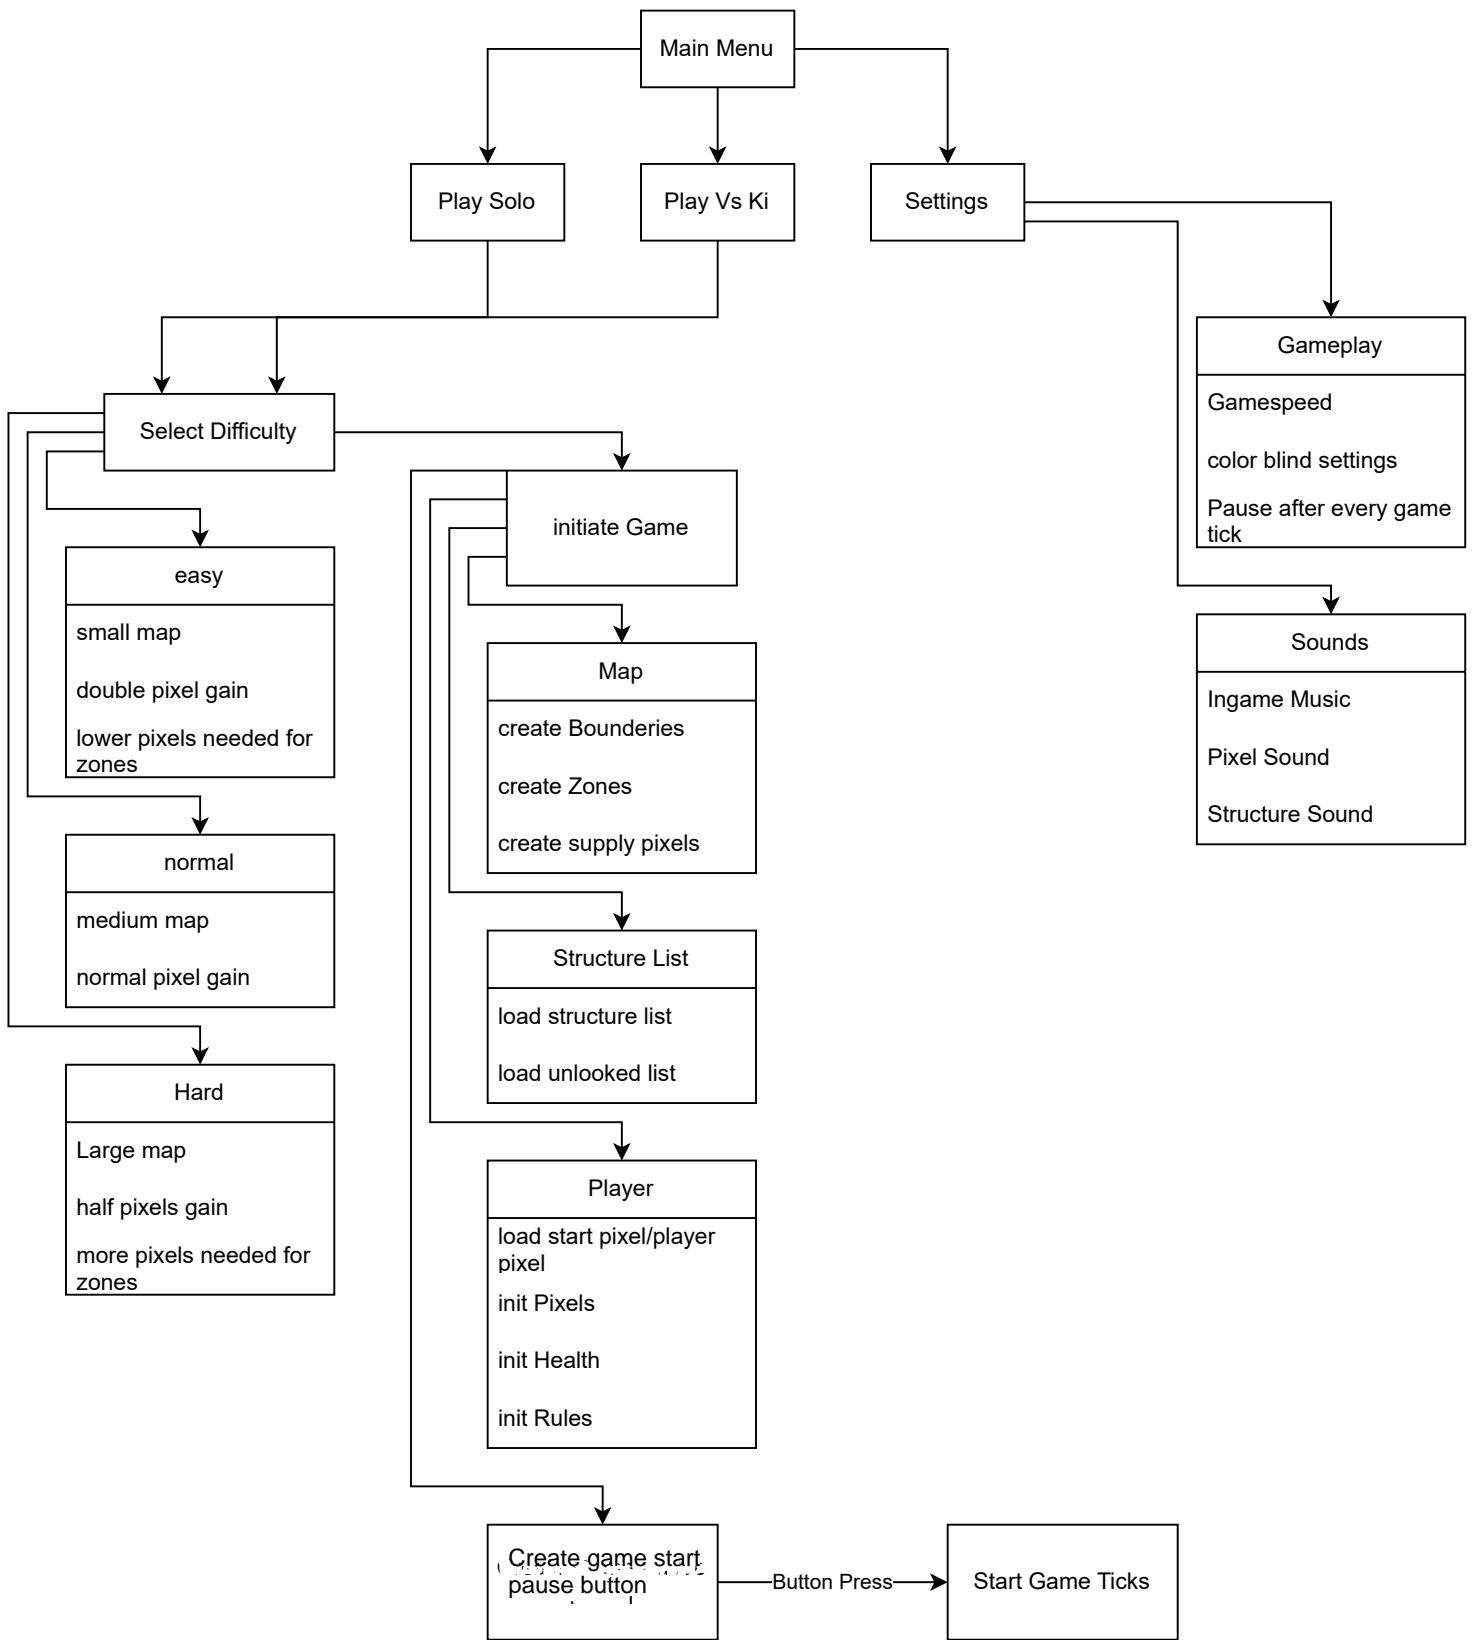 Main Menu
Play Solo
Play Vs Ki
Settings
Gameplay
Gamespeed
color blind settings
Pause after every game
tick
Sounds
Ingame Music
Pixel Sound
Structure Sound
Select Difficulty
easy
small map
double pixel gain
lower pixels needed for
zones
normal
medium map
normal pixel gain
Hard
Large map
half pixels gain
more pixels needed for
zones
initiate Game
Map
create Bounderies
create Zones
create supply pixels
Structure List
load structure list
load unlooked list
Player
load start pixel/player
pixel
init Pixels
init Health
init Rules
Create game start
pause button
Button Press
Start Game Ticks